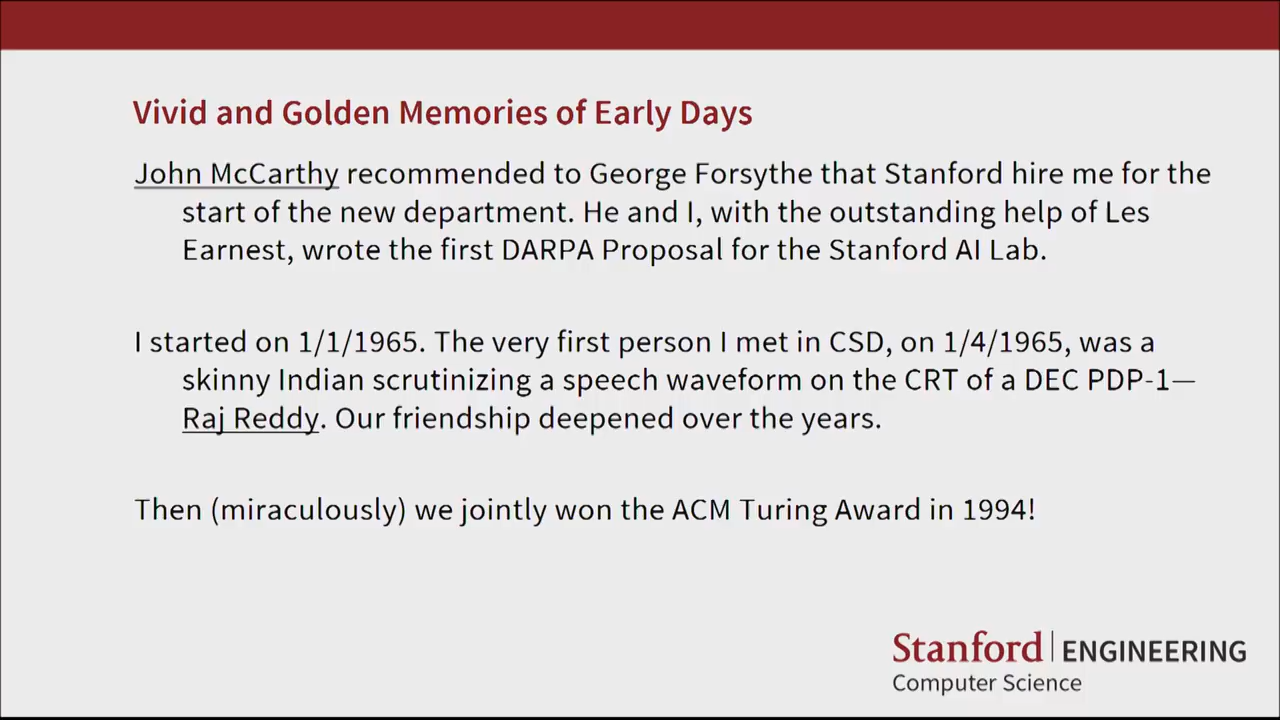 Vivid and Golden Memories of Early Days
John McCarthy recommended to George Forsythe that Stanford hire me for the
start of the new department. He and I, with the outstanding help of Les
Earnest, wrote the first DARPA Proposal for the Stanford AI Lab.
I started on 1/1/1965. The very first person I met in CSD, on 1/4/1965, was a
skinny Indian scrutinizing a speech waveform on the CRT of a DEC PDP-1—
Raj Reddy. Our friendship deepened over the years.
Then (miraculously) we jointly won the ACM Turing Award in 1994!
Stanford | ENGINEERING
Computer Science